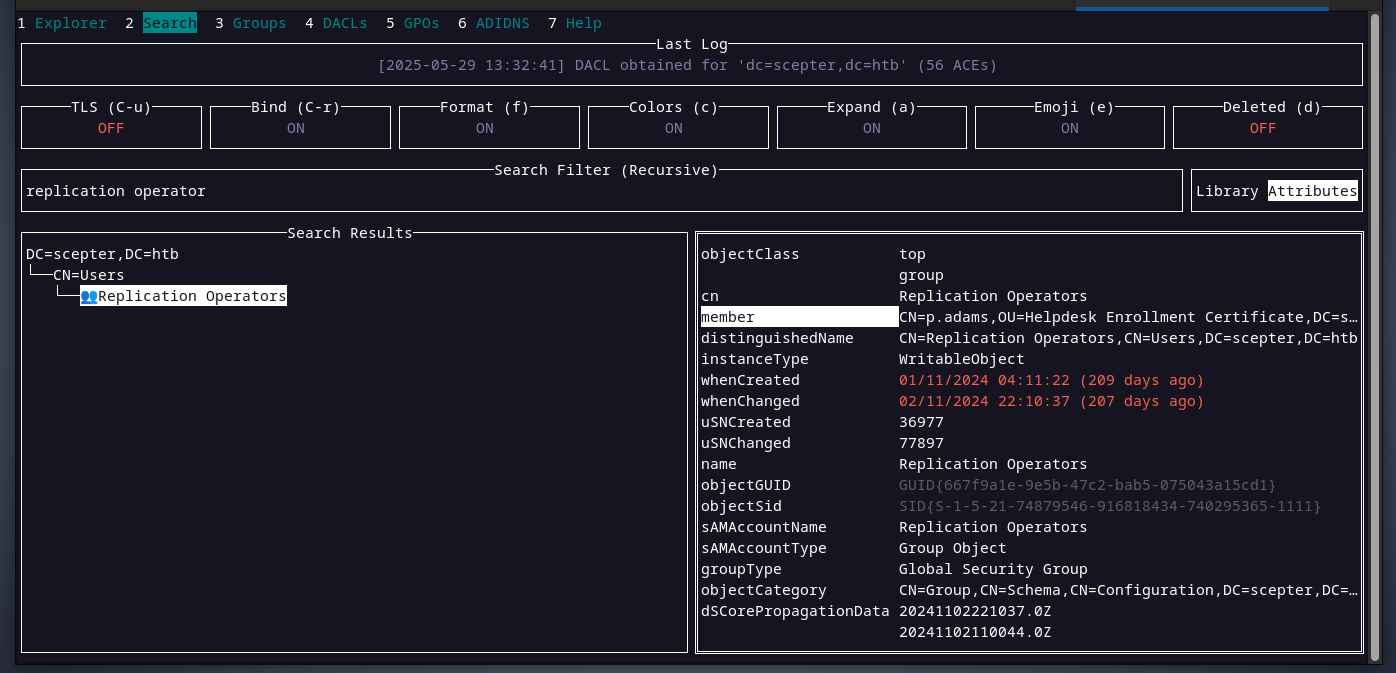 1 Explorer 2 Search 3 Groups 4 DACLs 5 GPOs 6 ADIDNS 7 Help
Last Log
[2025-05-29 13:32:41] DACL obtained for 'dc=scepter,dc=htb' (56 ACEs)
TLS (C-u) Bind (C-r) Format (f) Colors (c) Expand (a) Emoji (e) Deleted (d)
OFF ON ON ON ON ON OFF
Search Filter (Recursive)
replication operator
Library Attributes
Search Results
DC=scepter,DC=htb
└──CN=Users
└──👥Replication Operators
objectClass top
group
cn Replication Operators
member CN=p.adams,OU=Helpdesk Enrollment Certificate,DC=s…
distinguishedName CN=Replication Operators,CN=Users,DC=scepter,DC=htb
instanceType WritableObject
whenCreated 01/11/2024 04:11:22 (209 days ago)
whenChanged 02/11/2024 22:10:37 (207 days ago)
uSNCreated 36977
uSNChanged 77897
name Replication Operators
objectGUID GUID{667f9a1e-9e5b-47c2-bab5-075043a15cd1}
objectSid SID{S-1-5-21-74879546-916818434-740295365-1111}
sAMAccountName Replication Operators
sAMAccountType Group Object
groupType Global Security Group
objectCategory CN=Group,CN=Schema,CN=Configuration,DC=scepter,DC=…
dSCorePropagationData 20241102221037.0Z
20241102110044.0Z